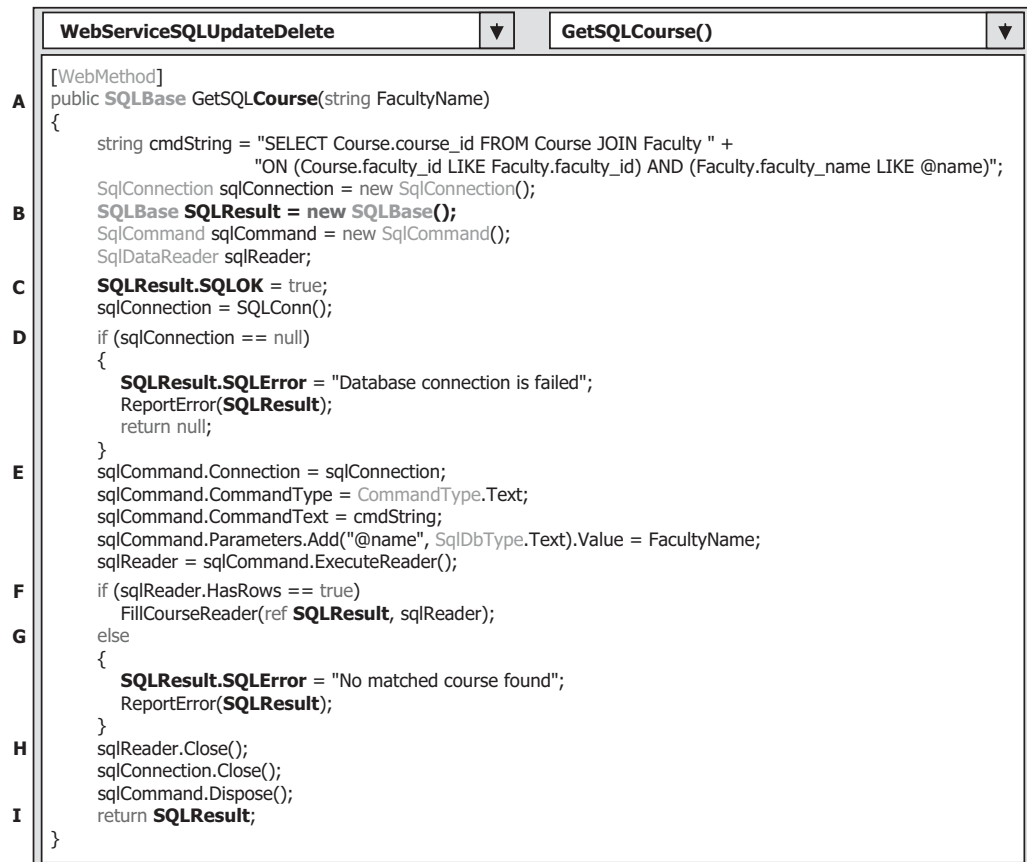 WebServiceSQLUpdateDelete GetSQLCourse()
[WebMethod]
A public SQLBase GetSQLCourse(string FacultyName)
{
string cmdString = "SELECT Course.course_id FROM Course JOIN Faculty " +
"ON (Course.faculty_id LIKE Faculty.faculty_id) AND (Faculty.faculty_name LIKE @name)";
SqlConnection sqlConnection = new SqlConnection();
B SQLBase SQLResult = new SQLBase();
SqlCommand sqlCommand = new SqlCommand();
SqlDataReader sqlReader;
C SQLResult.SQLOK = true;
sqlConnection = SQLConn();
D if (sqlConnection == null)
{
SQLResult.SQLError = "Database connection is failed";
ReportError(SQLResult);
return null;
}
E sqlCommand.Connection = sqlConnection;
sqlCommand.CommandType = CommandType.Text;
sqlCommand.CommandText = cmdString;
sqlCommand.Parameters.Add("@name", SqlDbType.Text).Value = FacultyName;
sqlReader = sqlCommand.ExecuteReader();
F if (sqlReader.HasRows == true)
FillCourseReader(ref SQLResult, sqlReader);
G else
{
SQLResult.SQLError = "No matched course found";
ReportError(SQLResult);
}
H sqlReader.Close();
sqlConnection.Close();
sqlCommand.Dispose();
I return SQLResult;
}